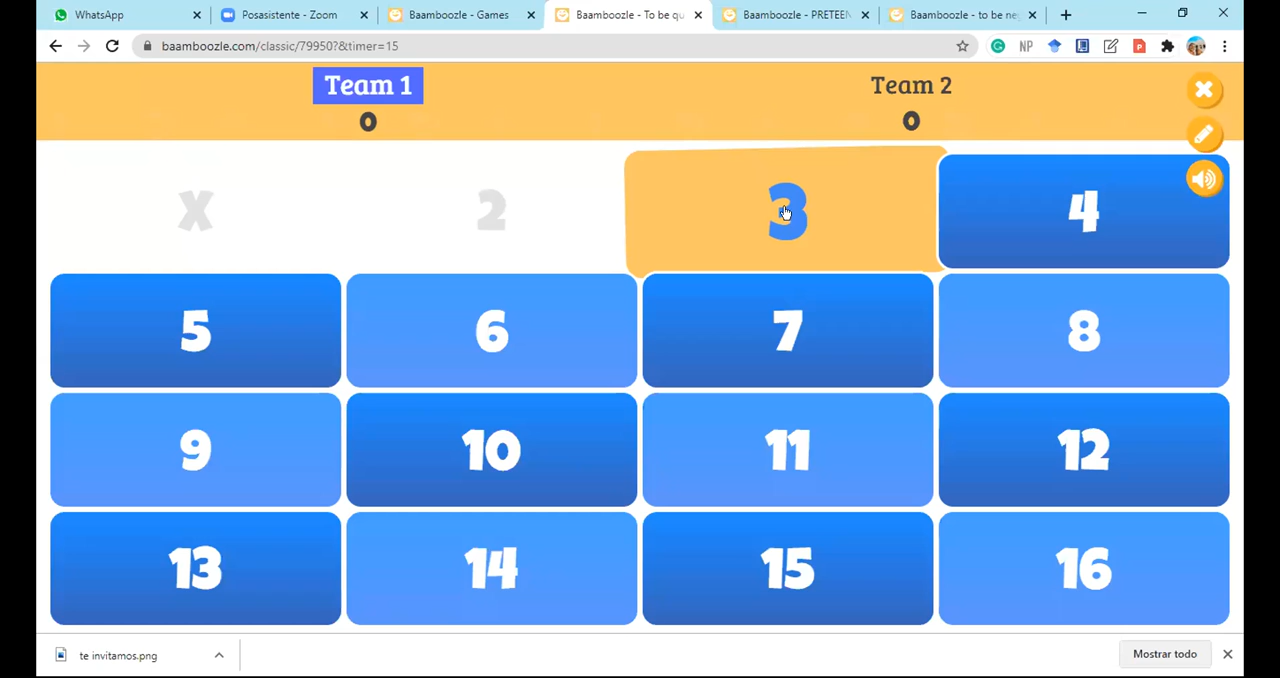 WhatsApp
Posasistente - Zoom
Baamboozle - Games
Baamboozle - To be qu
Baamboozle - PRETEEN
Baamboozle - to be ne
baamboozle.com/classic/79950?&timer=15
NP
Team 1
Team 2
0
0
X
2
3
4
5
6
7
8
9
10
11
12
13
14
15
16
te invitamos.png
Mostrar todo